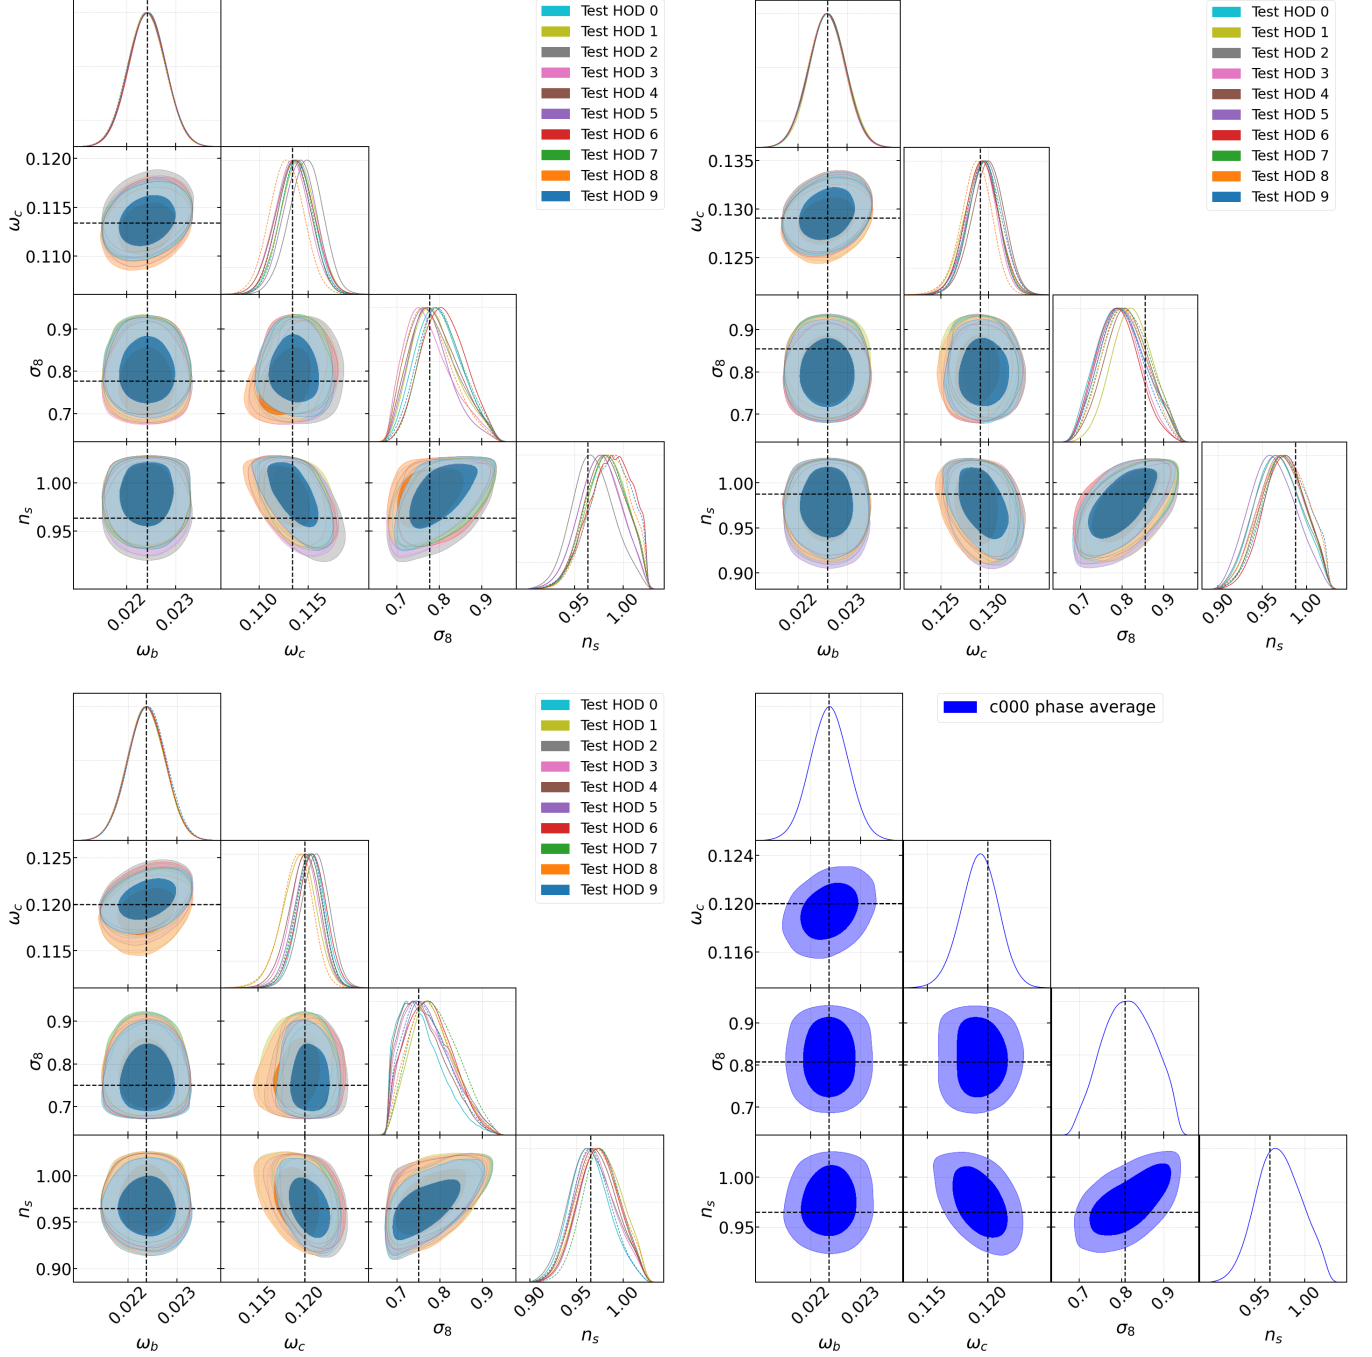 Test HOD 0
Test HOD 1
Test HOD 2
Test HOD 3
Test HOD 4
Test HOD 5
Test HOD 6
Test HOD 7
Test HOD 8
Test HOD 9
0.120
0.115
0.110
ω_c
0.9
0.8
0.7
σ_8
1.00
0.95
n_s
0.022
0.023
0.110
0.115
0.7
0.8
0.9
0.95
1.00
ω_b
ω_c
σ_8
n_s
Test HOD 0
Test HOD 1
Test HOD 2
Test HOD 3
Test HOD 4
Test HOD 5
Test HOD 6
Test HOD 7
Test HOD 8
Test HOD 9
0.135
0.130
0.125
ω_c
0.9
0.8
0.7
σ_8
1.00
0.95
0.90
n_s
0.022
0.023
0.125
0.130
0.7
0.8
0.9
0.90
0.95
1.00
ω_b
ω_c
σ_8
n_s
Test HOD 0
Test HOD 1
Test HOD 2
Test HOD 3
Test HOD 4
Test HOD 5
Test HOD 6
Test HOD 7
Test HOD 8
Test HOD 9
0.125
0.120
0.115
ω_c
0.9
0.8
0.7
σ_8
1.00
0.95
0.90
n_s
0.022
0.023
0.115
0.120
0.7
0.8
0.9
0.90
0.95
1.00
ω_b
ω_c
σ_8
n_s
c000 phase average
0.124
0.120
0.116
ω_c
0.9
0.8
0.7
σ_8
1.00
0.95
n_s
0.022
0.023
0.116
0.120
0.7
0.8
0.9
0.95
1.00
ω_b
ω_c
σ_8
n_s